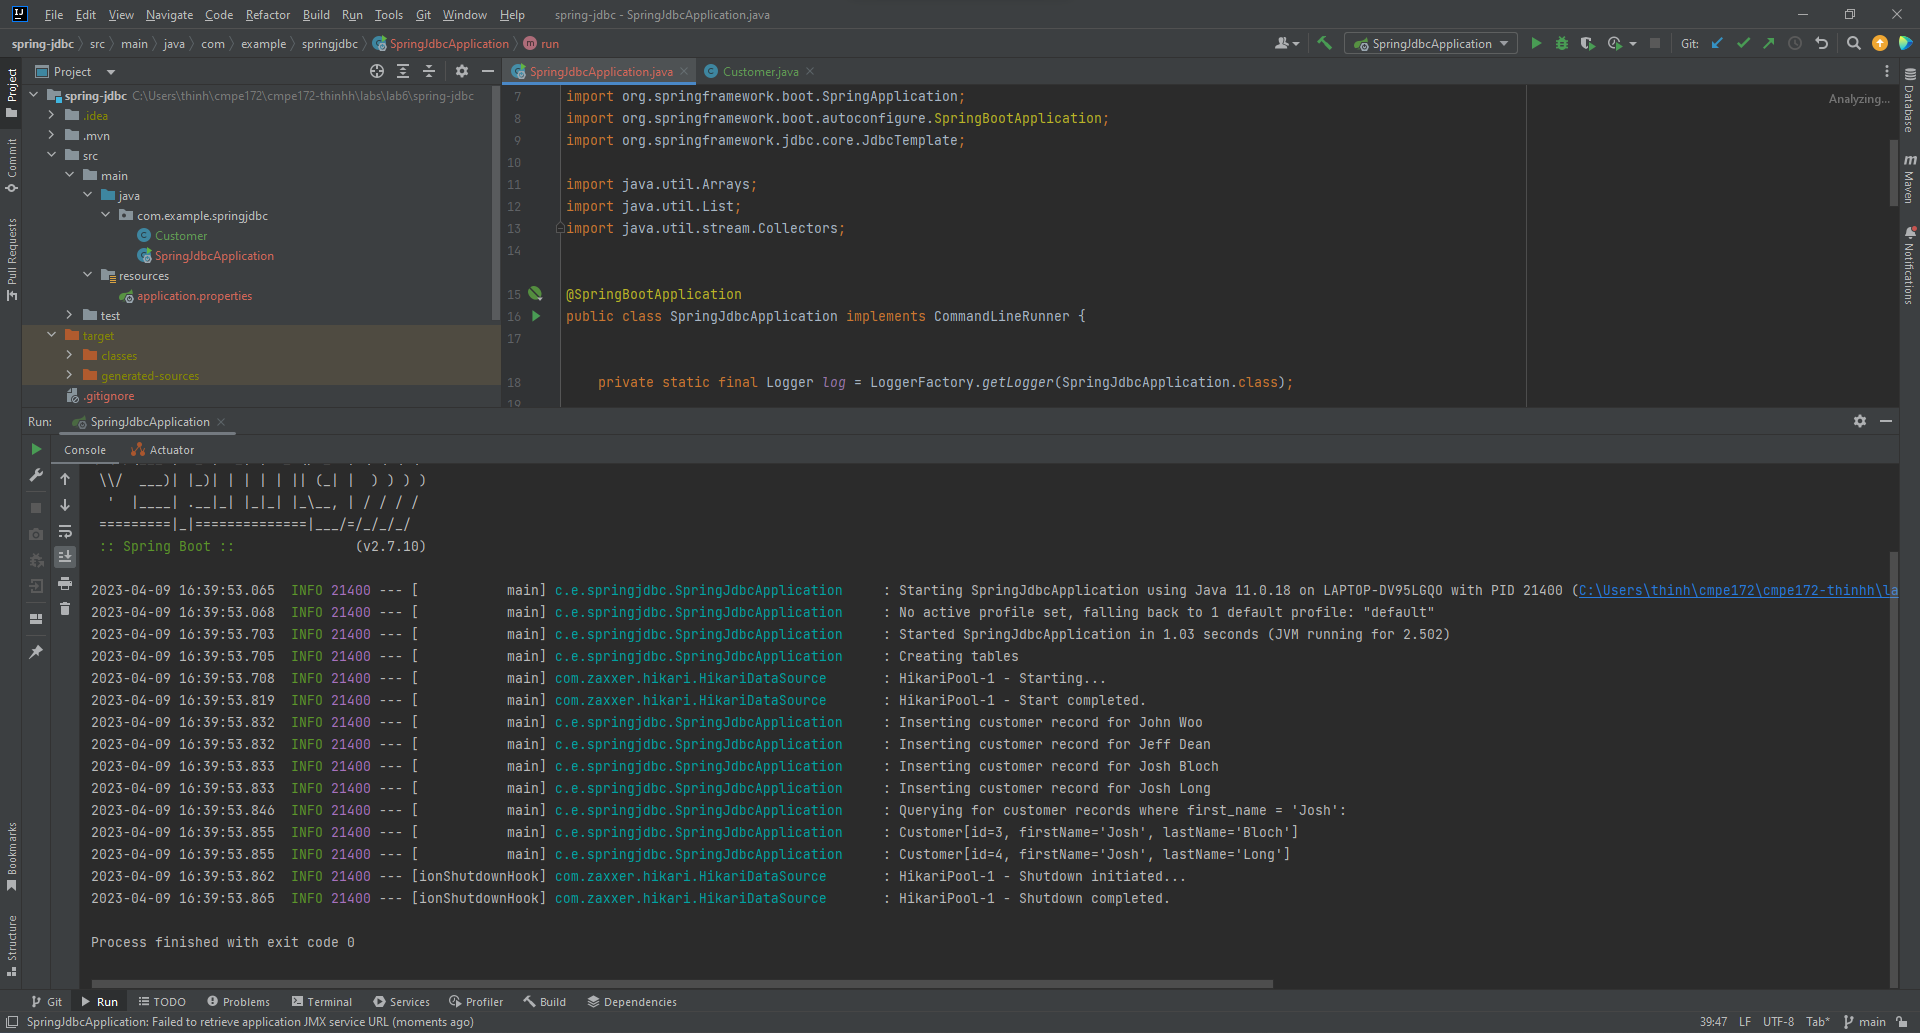 File Edit View Navigate Code Refactor Build Run Tools Git Window Help spring-jdbc - SpringJdbcApplication.java
spring-jdbc src main java com example springjdbc SpringJdbcApplication run SpringJdbcApplication Git:
Project
SpringJdbcApplication.java Customer.java
spring-jdbc C:\Users\thinh\cmpe172\cmpe172-thinhh\labs\lab6\spring-jdbc
.idea
.mvn
src
main
java
com.example.springjdbc
Customer
SpringJdbcApplication
resources
application.properties
test
target
classes
generated-sources
.gitignore
Project
Commit
Pull Requests
Bookmarks
Structure
7 import org.springframework.boot.SpringApplication;
8 import org.springframework.boot.autoconfigure.SpringBootApplication;
9 import org.springframework.jdbc.core.JdbcTemplate;
10
11 import java.util.Arrays;
12 import java.util.List;
13 import java.util.stream.Collectors;
14
15 @SpringBootApplication
16 public class SpringJdbcApplication implements CommandLineRunner {
17
18 private static final Logger log = LoggerFactory.getLogger(SpringJdbcApplication.class);
19
Analyzing...
Database
Maven
Notifications
Run: SpringJdbcApplication
Console Actuator
\\/  ___)| |_)| | | | | || (_| |  ) ) ) )
'  |____| .__|_| |_|_| |_\__, | / / / /
=========|_|==============|___/=/_/_/_/
:: Spring Boot :: (v2.7.10)
2023-04-09 16:39:53.065 INFO 21400 --- [ main] c.e.springjdbc.SpringJdbcApplication : Starting SpringJdbcApplication using Java 11.0.18 on LAPTOP-DV95LGQO with PID 21400 (C:\Users\thinh\cmpe172\cmpe172-thinhh\la
2023-04-09 16:39:53.068 INFO 21400 --- [ main] c.e.springjdbc.SpringJdbcApplication : No active profile set, falling back to 1 default profile: "default"
2023-04-09 16:39:53.703 INFO 21400 --- [ main] c.e.springjdbc.SpringJdbcApplication : Started SpringJdbcApplication in 1.03 seconds (JVM running for 2.502)
2023-04-09 16:39:53.705 INFO 21400 --- [ main] c.e.springjdbc.SpringJdbcApplication : Creating tables
2023-04-09 16:39:53.708 INFO 21400 --- [ main] com.zaxxer.hikari.HikariDataSource : HikariPool-1 - Starting...
2023-04-09 16:39:53.819 INFO 21400 --- [ main] com.zaxxer.hikari.HikariDataSource : HikariPool-1 - Start completed.
2023-04-09 16:39:53.832 INFO 21400 --- [ main] c.e.springjdbc.SpringJdbcApplication : Inserting customer record for John Woo
2023-04-09 16:39:53.832 INFO 21400 --- [ main] c.e.springjdbc.SpringJdbcApplication : Inserting customer record for Jeff Dean
2023-04-09 16:39:53.833 INFO 21400 --- [ main] c.e.springjdbc.SpringJdbcApplication : Inserting customer record for Josh Bloch
2023-04-09 16:39:53.833 INFO 21400 --- [ main] c.e.springjdbc.SpringJdbcApplication : Inserting customer record for Josh Long
2023-04-09 16:39:53.846 INFO 21400 --- [ main] c.e.springjdbc.SpringJdbcApplication : Querying for customer records where first_name = 'Josh':
2023-04-09 16:39:53.855 INFO 21400 --- [ main] c.e.springjdbc.SpringJdbcApplication : Customer[id=3, firstName='Josh', lastName='Bloch']
2023-04-09 16:39:53.855 INFO 21400 --- [ main] c.e.springjdbc.SpringJdbcApplication : Customer[id=4, firstName='Josh', lastName='Long']
2023-04-09 16:39:53.862 INFO 21400 --- [ionShutdownHook] com.zaxxer.hikari.HikariDataSource : HikariPool-1 - Shutdown initiated...
2023-04-09 16:39:53.865 INFO 21400 --- [ionShutdownHook] com.zaxxer.hikari.HikariDataSource : HikariPool-1 - Shutdown completed.
Process finished with exit code 0
Git Run TODO Problems Terminal Services Profiler Build Dependencies
SpringJdbcApplication: Failed to retrieve application JMX service URL (moments ago) 39:47 LF UTF-8 Tab* main